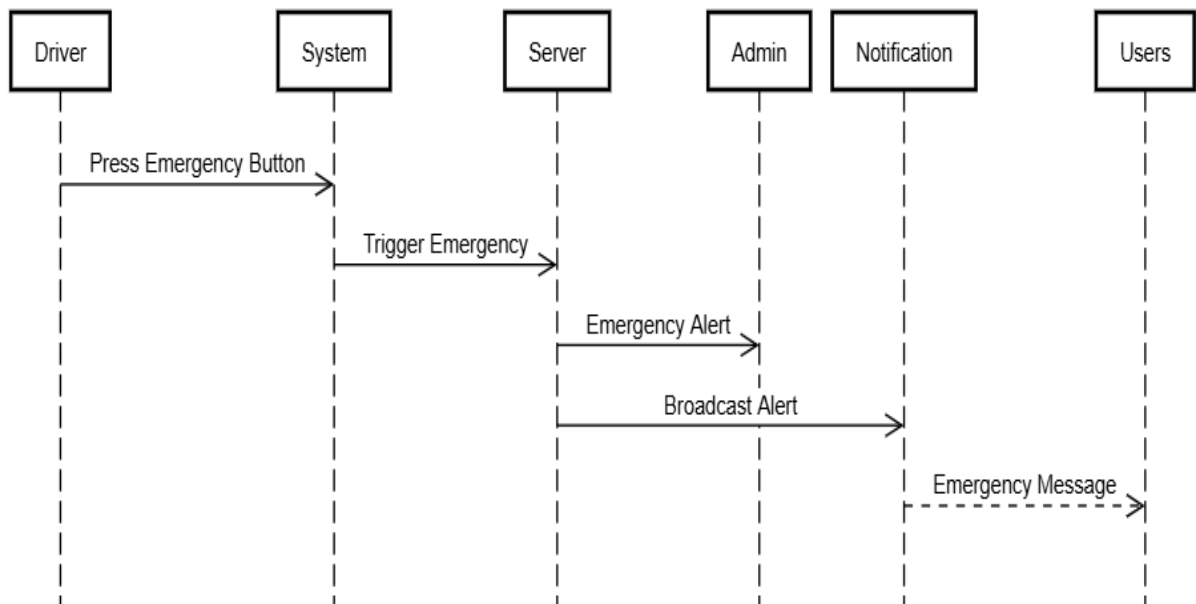 Driver
System
Server
Admin
Notification
Users
Press Emergency Button
Trigger Emergency
Emergency Alert
Broadcast Alert
Emergency Message